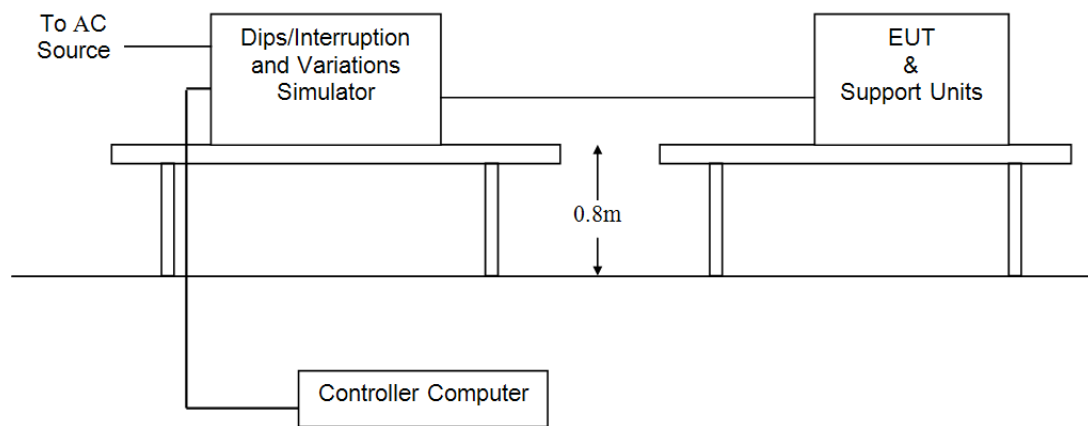 To AC
Source
Dips/Interruption
and Variations
Simulator
EUT
&
Support Units
0.8m
Controller Computer